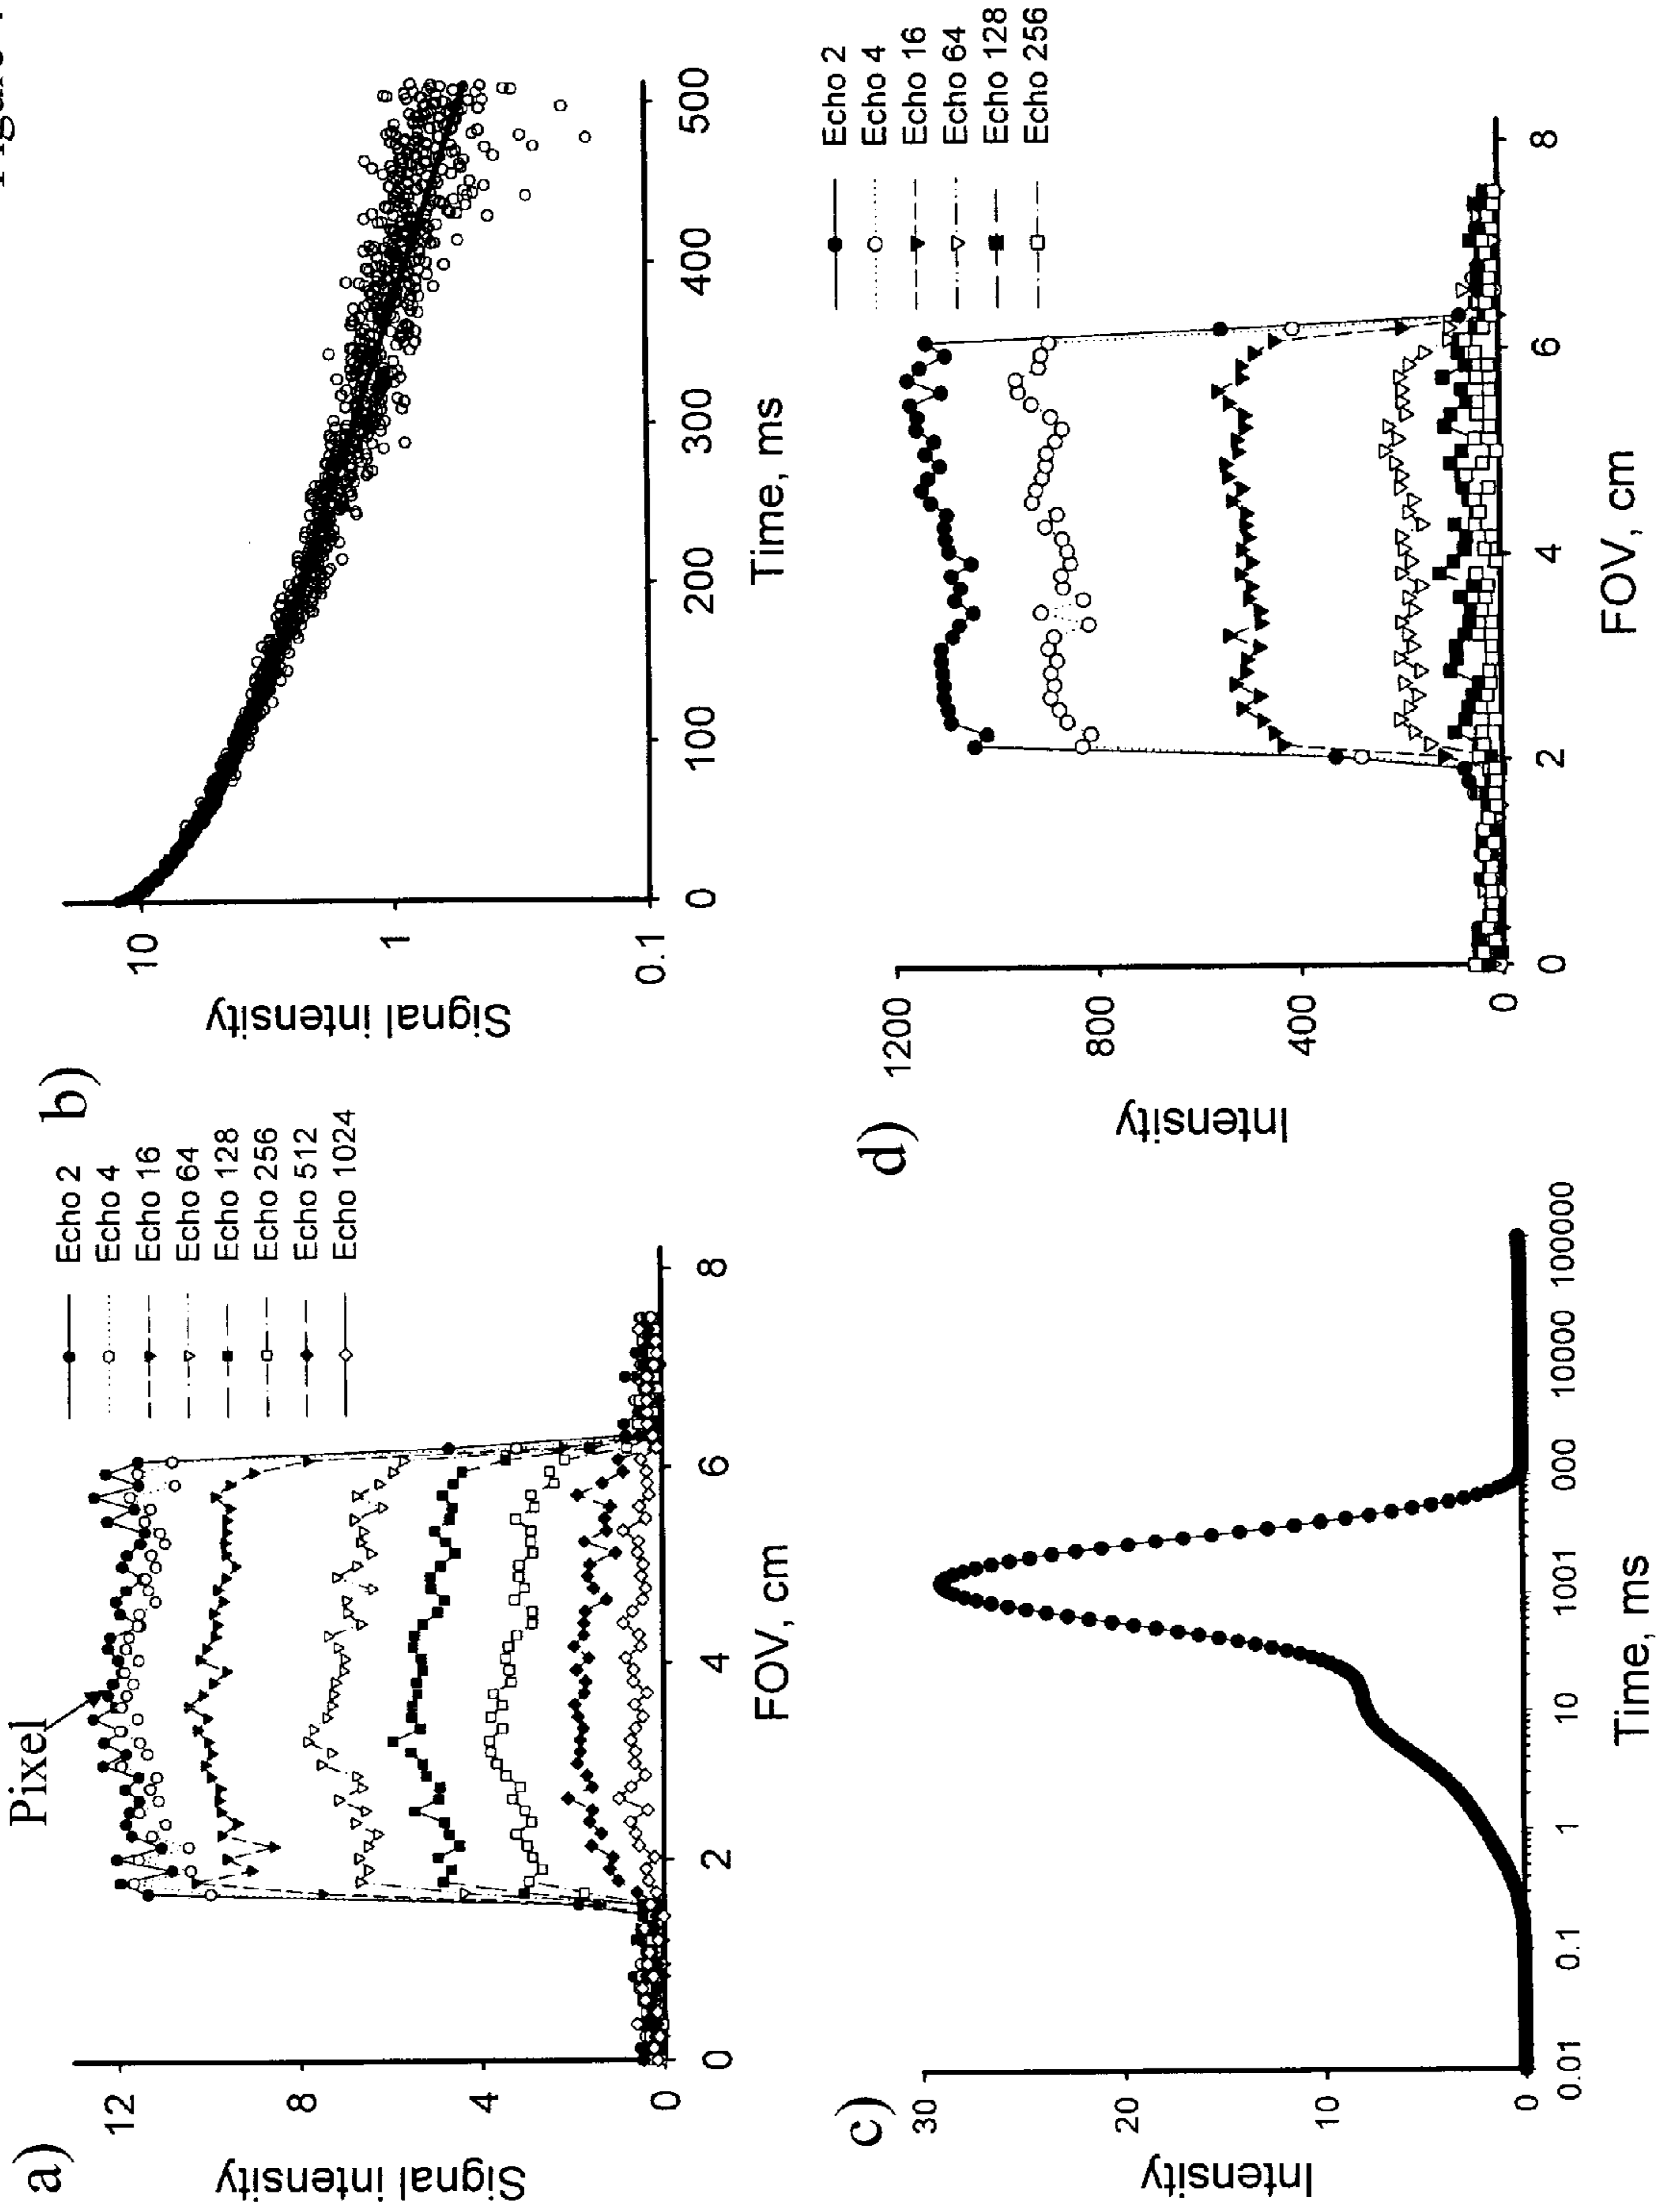 Figure
a)
Pixel
12
8
4
0
Signal intensity
0 2 4 6 8
FOV, cm
Echo 2
Echo 4
Echo 16
Echo 64
Echo 128
Echo 256
Echo 512
Echo 1024
b)
10
1
0.1
Signal intensity
0 100 200 300 400 500
Time, ms
c)
30
20
10
0
Intensity
0.01 0.1 1 10 1001 000 10000 100000
Time, ms
d)
1200
800
400
0
Intensity
0 2 4 6 8
FOV, cm
Echo 2
Echo 4
Echo 16
Echo 64
Echo 128
Echo 256